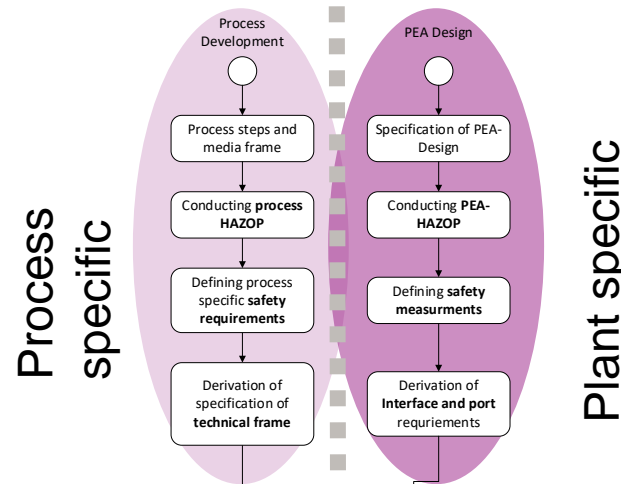 Process
Development
Process steps and
media frame
Conducting process
HAZOP
Defining process
specific safety
requirements
Derivation of
specification of
technical frame
PEA Design
Specification of PEA-
Design
Conducting PEA-
HAZOP
Defining safety
measurments
Derivation of
Interface and port
requriements
Process
specific
Plant specific